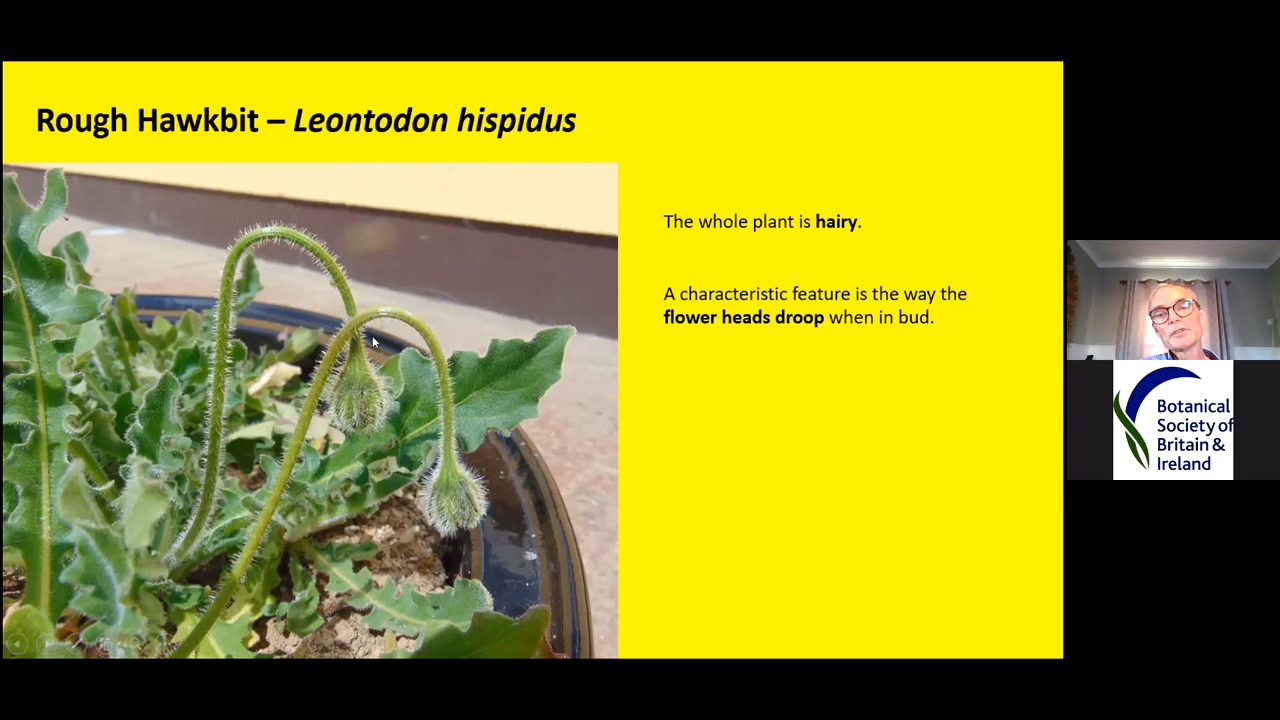 Rough Hawkbit – Leontodon hispidus
The whole plant is hairy.
A characteristic feature is the way the
flower heads droop when in bud.
Botanical
Society of
Britain &
Ireland